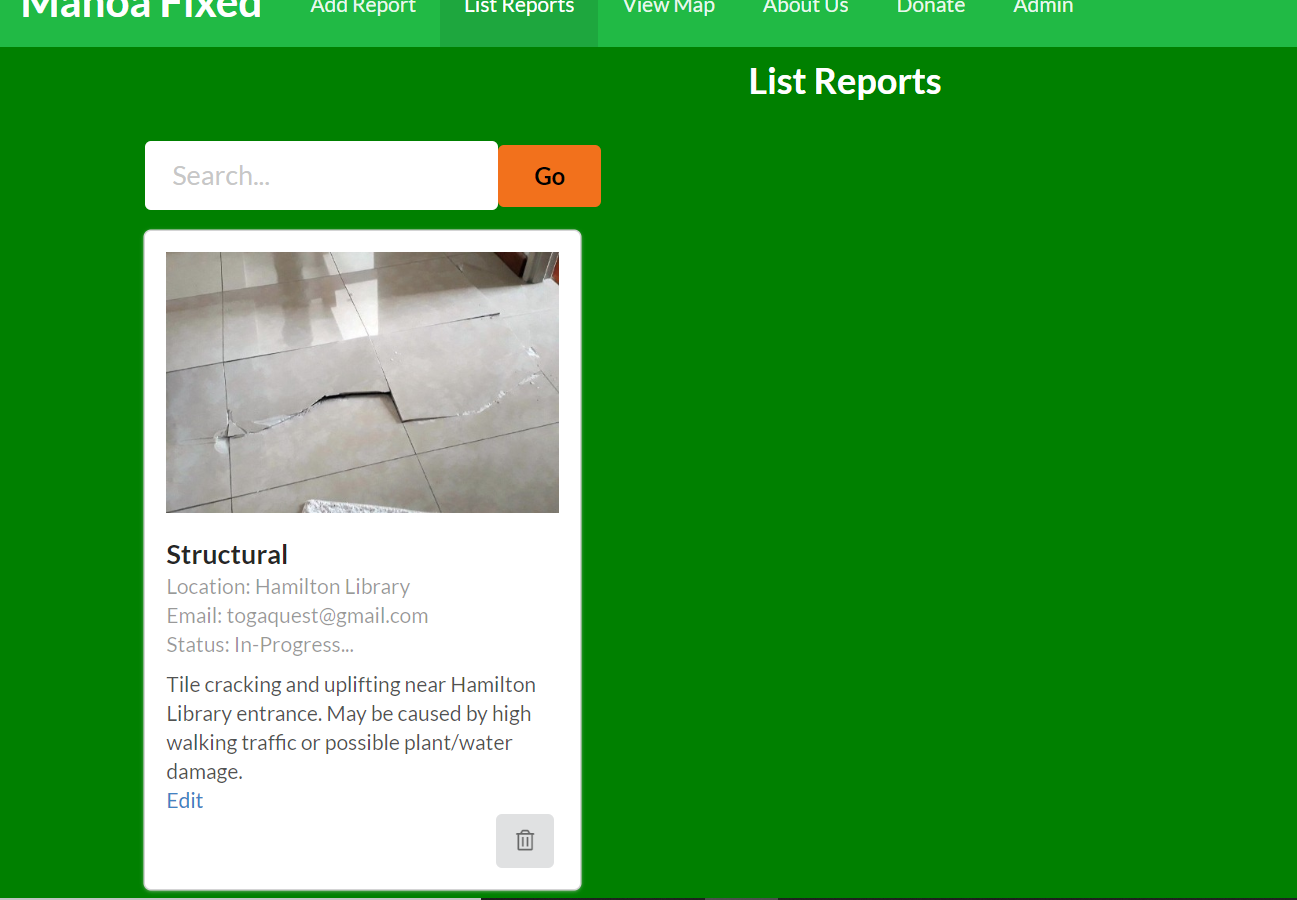 Manoa Fixed Add Report List Reports View Map About Us Donate Admin
List Reports
Search... Go
Structural
Location: Hamilton Library
Email: togaquest@gmail.com
Status: In-Progress...
Tile cracking and uplifting near Hamilton
Library entrance. May be caused by high
walking traffic or possible plant/water
damage.
Edit